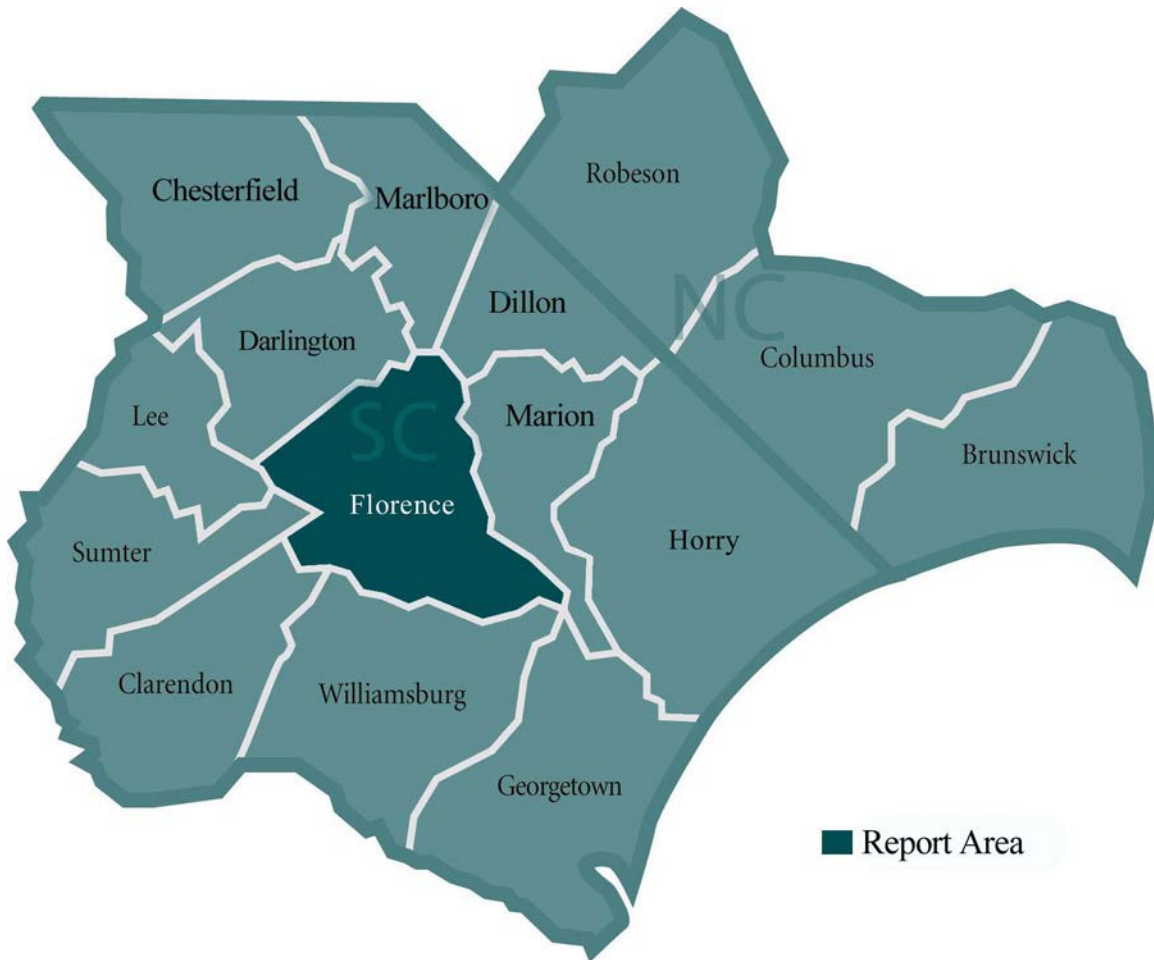 Robeson
Chesterfield
Marlboro
Dillon
NC
Darlington
Columbus
Lee
SC
Marion
Brunswick
Florence
Sumter
Horry
Clarendon
Williamsburg
Georgetown
Report Area